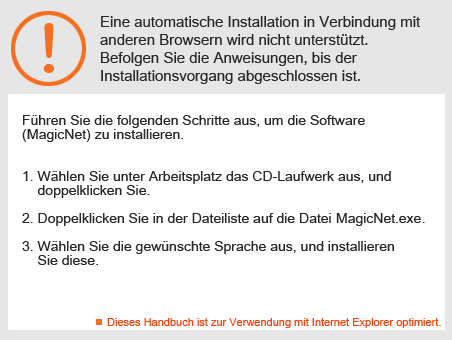 Eine automatische Installation in Verbindung mit
anderen Browsern wird nicht unterstützt.
Befolgen Sie die Anweisungen, bis der
Installationsvorgang abgeschlossen ist.
Führen Sie die folgenden Schritte aus, um die Software
(MagicNet) zu installieren.
1. Wählen Sie unter Arbeitsplatz das CD-Laufwerk aus, und
doppelklicken Sie.
2. Doppelklicken Sie in der Dateiliste auf die Datei MagicNet.exe.
3. Wählen Sie die gewünschte Sprache aus, und installieren
Sie diese.
Dieses Handbuch ist zur Verwendung mit Internet Explorer optimiert.